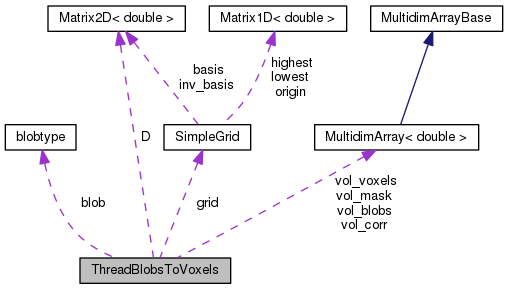 Matrix2D< double >
Matrix1D< double >
MultidimArrayBase
basis
inv_basis
highest
lowest
origin
blobtype
D
SimpleGrid
MultidimArray< double >
blob
grid
vol_voxels
vol_mask
vol_blobs
vol_corr
ThreadBlobsToVoxels